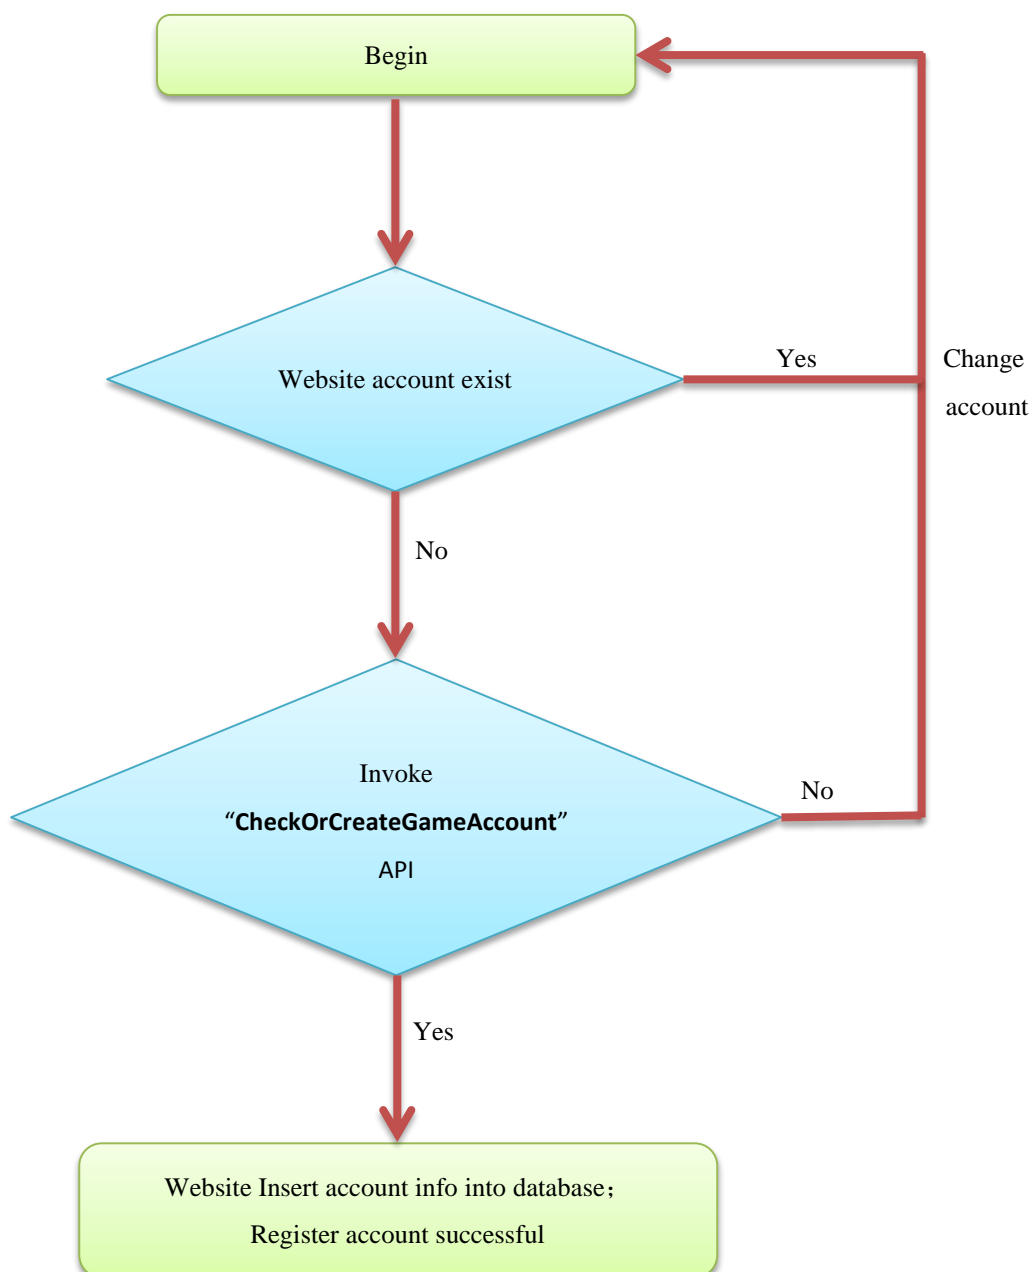 Begin
Website account exist
Yes
Change
account
No
Invoke
“CheckOrCreateGameAccount”
API
No
Yes
Website Insert account info into database；
Register account successful